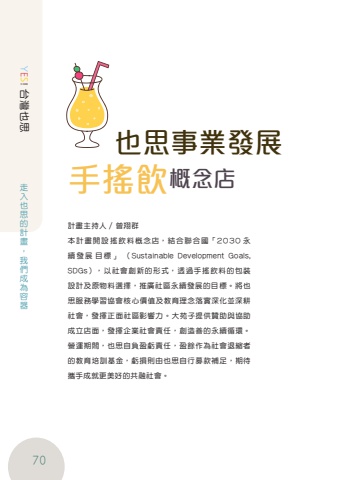 YES! 台灣也思
走入也思的計畫，我們成為容器
也思事業發展
手搖飲概念店
計畫主持人 / 曾翔群
本計畫開設搖飲料概念店，結合聯合國「2030 永
續發展目標」（Sustainable Development Goals,
SDGs），以社會創新的形式，透過手搖飲料的包裝
設計及原物料選擇，推廣社區永續發展的目標。將也
思服務學習協會核心價值及教育理念落實深化並深耕
社會，發揮正面社區影響力。大苑子提供贊助與協助
成立店面，發揮企業社會責任，創造善的永續循環。
營運期間，也思自負盈虧責任，盈餘作為社會退縮者
的教育培訓基金，虧損則由也思自行募款補足，期待
攜手成就更美好的共融社會。
70